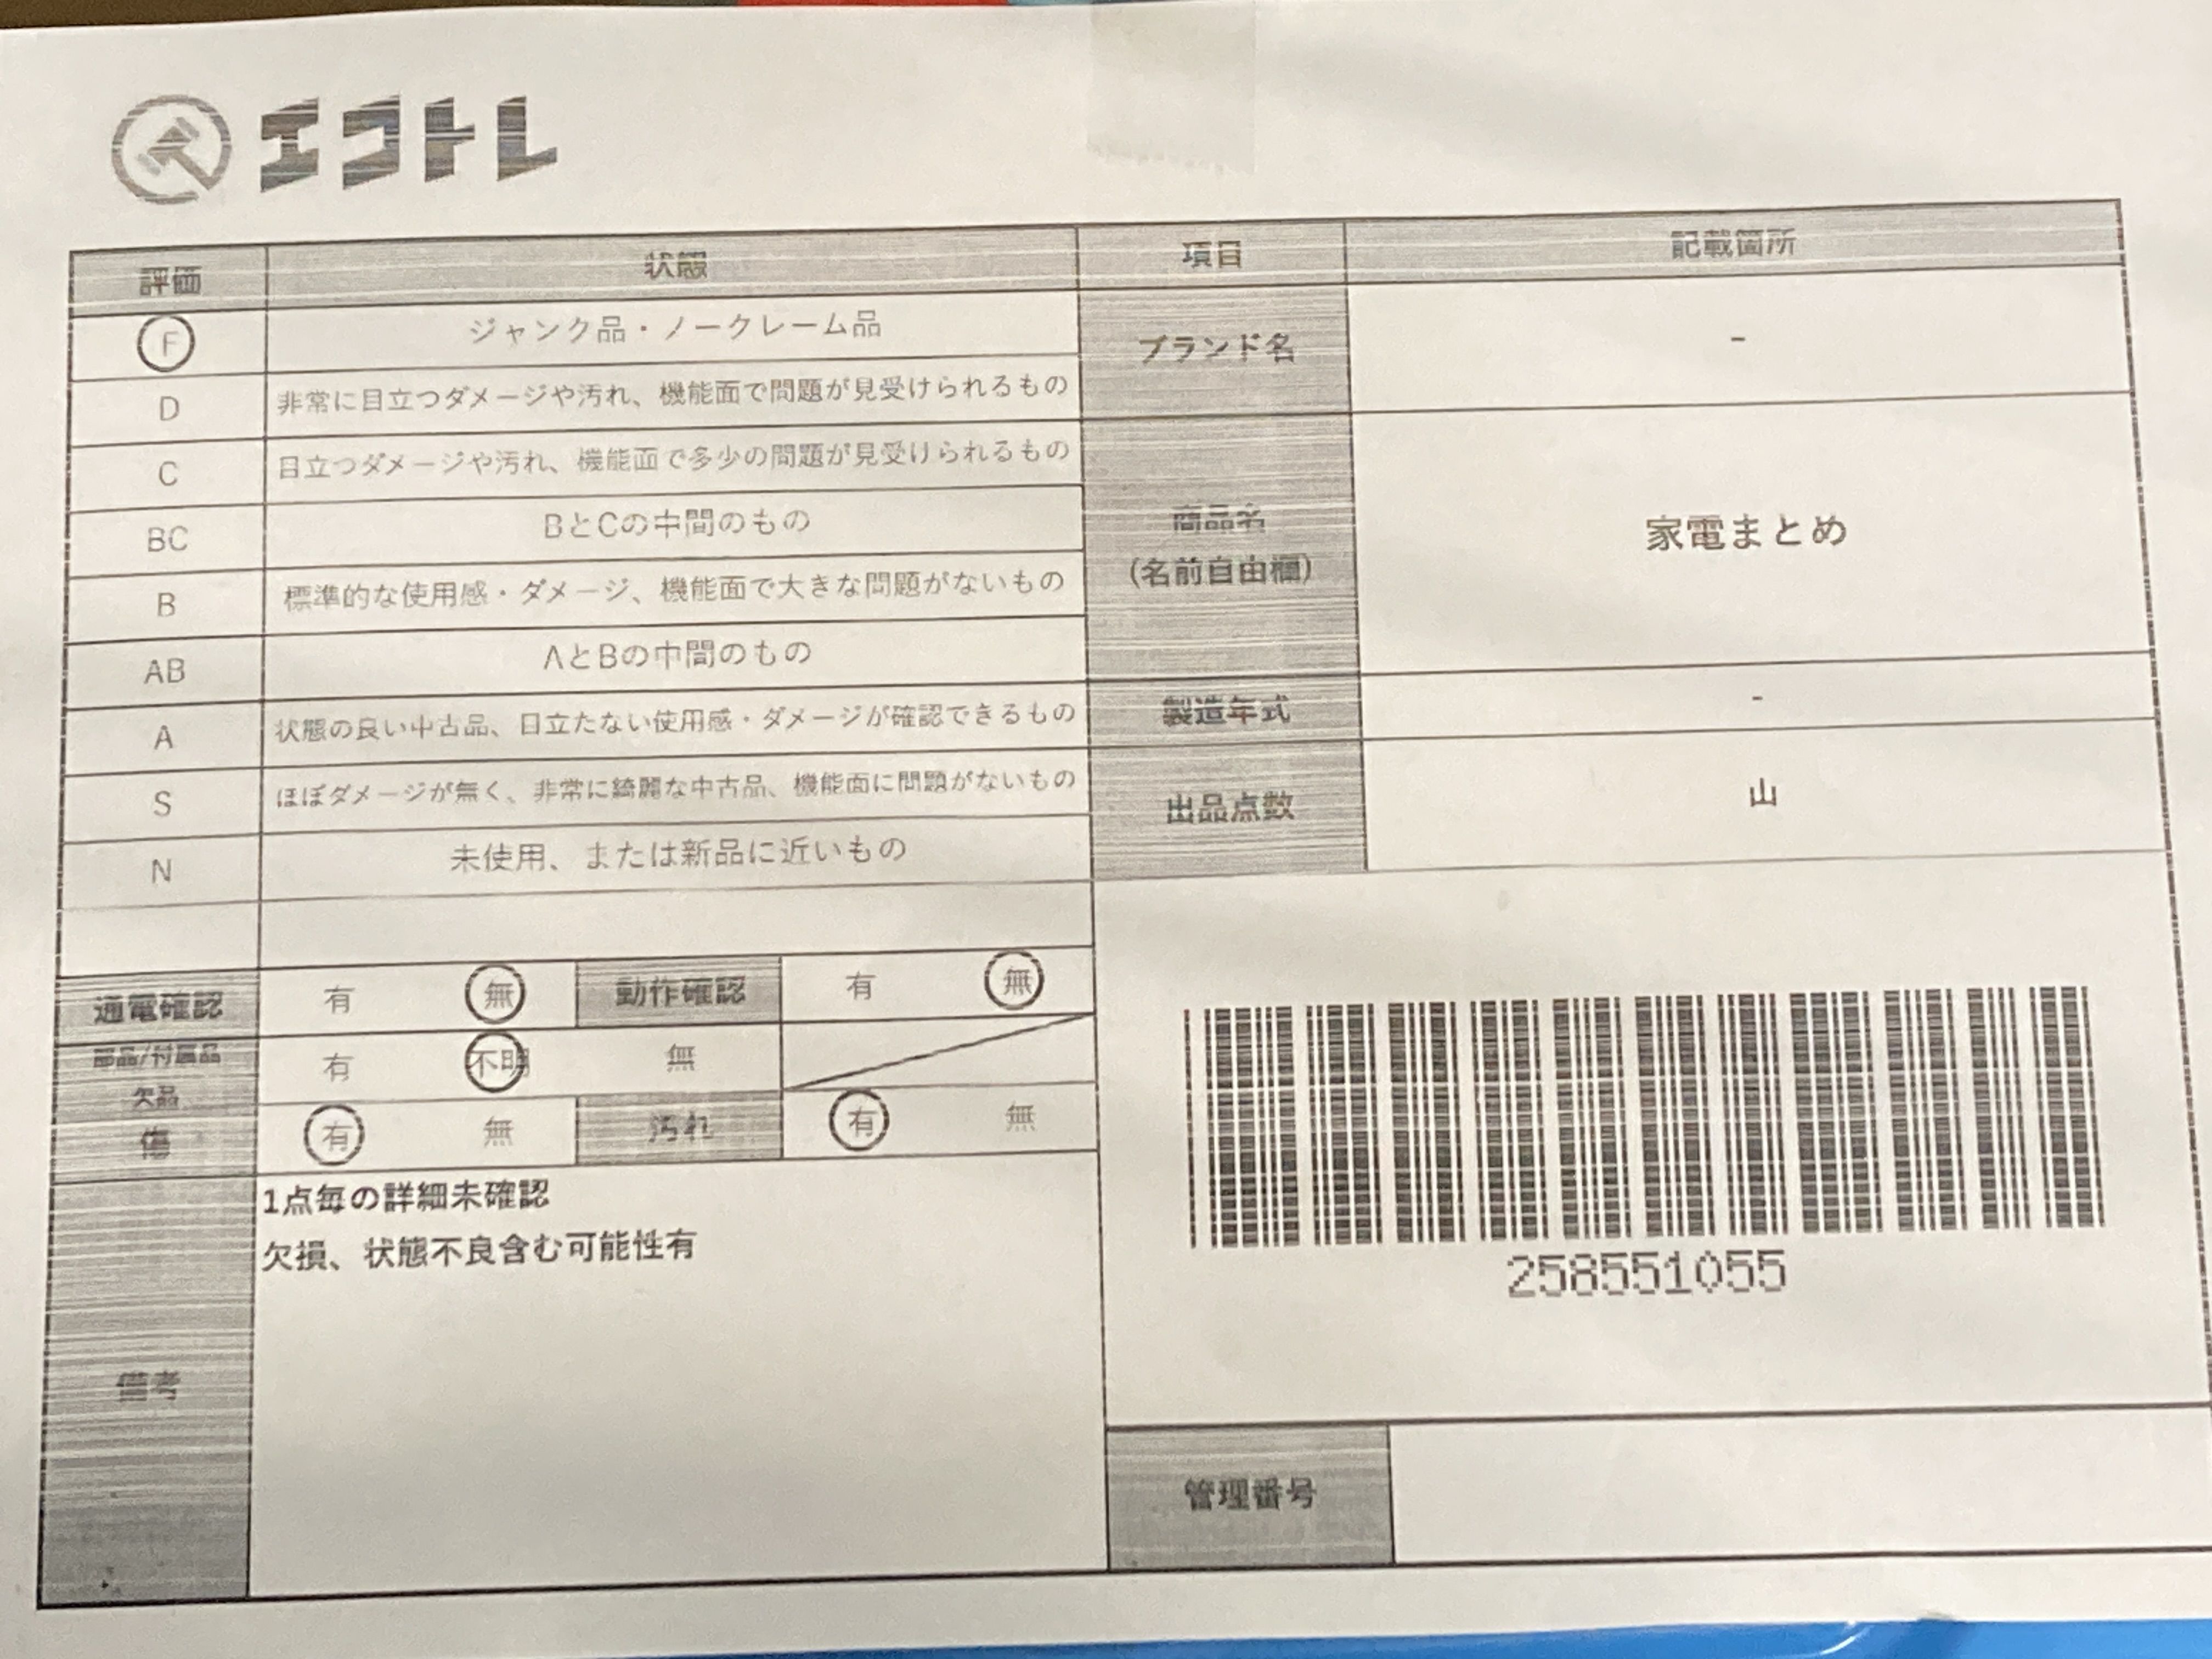 エコトレ
評価 状態
F ジャンク品・ノークレーム品
D 非常に目立つダメージや汚れ、機能面で問題が見受けられるもの
C 目立つダメージや汚れ、機能面で多少の問題が見受けられるもの
BC BとCの中間のもの
B 標準的な使用感・ダメージ、機能面で大きな問題がないもの
AB AとBの中間のもの
A 状態の良い中古品、目立たない使用感・ダメージが確認できるもの
S ほぼダメージが無く、非常に綺麗な中古品、機能面に問題がないもの
N 未使用、または新品に近いもの
通電確認 有 無 動作確認 有 無
部品/付属品
欠品
有 不明 無
傷 有 無 汚れ 有 無
備考
1点毎の詳細未確認
欠損、状態不良含む可能性有
項目 記載箇所
ブランド名 -
商品名
(名前自由欄)
家電まとめ
製造年式 -
出品点数 山
258551055
管理番号